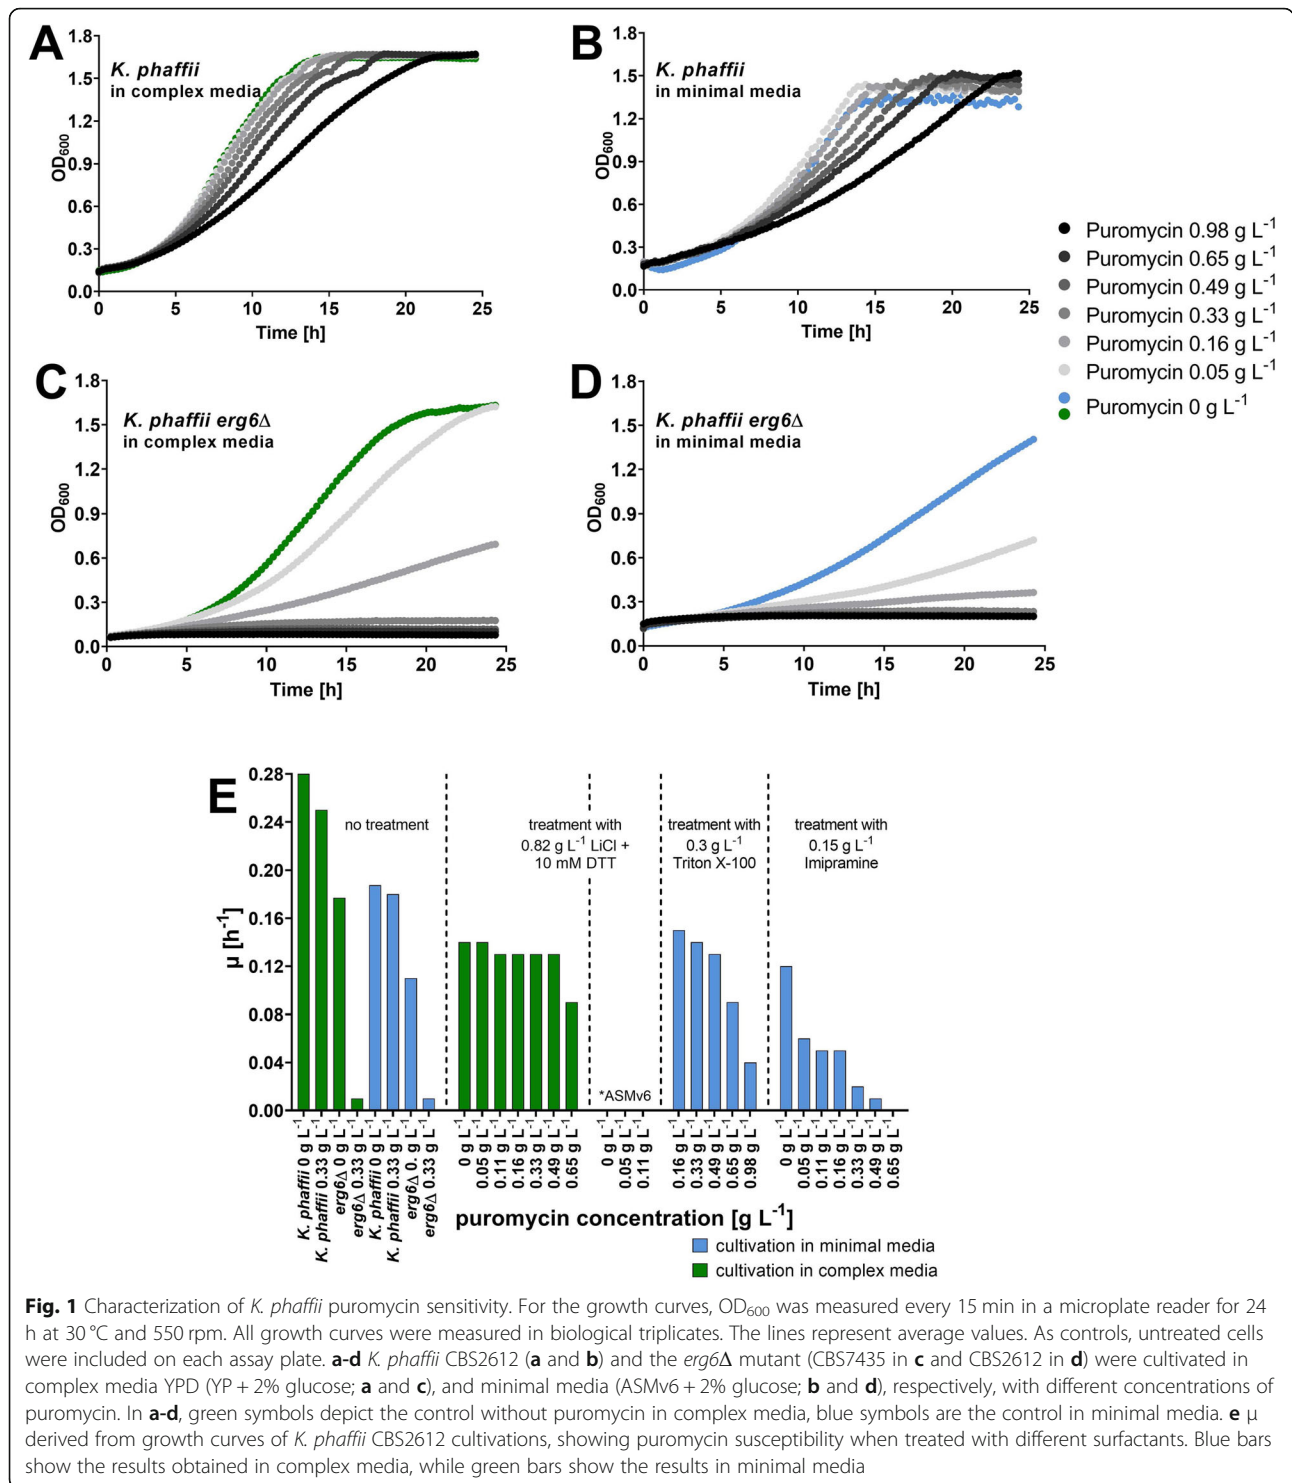 A
K. phaffii
in complex media
OD600
1.8
1.5
1.2
0.9
0.6
0.3
0.0
0 5 10 15 20 25
Time [h]
B
K. phaffii
in minimal media
OD600
1.8
1.5
1.2
0.9
0.6
0.3
0.0
0 5 10 15 20 25
Time [h]
Puromycin 0.98 g L-1
Puromycin 0.65 g L-1
Puromycin 0.49 g L-1
Puromycin 0.33 g L-1
Puromycin 0.16 g L-1
Puromycin 0.05 g L-1
Puromycin 0 g L-1
C
K. phaffii erg6Δ
in complex media
OD600
1.8
1.5
1.2
0.9
0.6
0.3
0.0
0 5 10 15 20 25
Time [h]
D
K. phaffii erg6Δ
in minimal media
OD600
1.8
1.5
1.2
0.9
0.6
0.3
0.0
0 5 10 15 20 25
Time [h]
E
μ [h-1]
0.28
0.24
0.20
0.16
0.12
0.08
0.04
0.00
no treatment
treatment with
0.82 g L-1 LiCl +
10 mM DTT
treatment with
0.3 g L-1
Triton X-100
treatment with
0.15 g L-1
Imipramine
*ASMv6
K. phaffii 0 g L-1
K. phaffii 0.33 g L-1
erg6Δ 0 g L-1
erg6Δ 0.33 g L-1
K. phaffii 0 g L-1
K. phaffii 0.33 g L-1
erg6Δ 0. g L-1
erg6Δ 0.33 g L-1
0 g L-1
0.05 g L-1
0.11 g L-1
0.16 g L-1
0.33 g L-1
0.49 g L-1
0.65 g L-1
0 g L-1
0.05 g L-1
0.11 g L-1
0.16 g L-1
0.33 g L-1
0.49 g L-1
0.65 g L-1
0.98 g L-1
0 g L-1
0.05 g L-1
0.11 g L-1
0.16 g L-1
0.33 g L-1
0.49 g L-1
0.65 g L-1
puromycin concentration [g L-1]
cultivation in minimal media
cultivation in complex media
Fig. 1 Characterization of K. phaffii puromycin sensitivity. For the growth curves, OD600 was measured every 15 min in a microplate reader for 24
h at 30 °C and 550 rpm. All growth curves were measured in biological triplicates. The lines represent average values. As controls, untreated cells
were included on each assay plate. a-d K. phaffii CBS2612 (a and b) and the erg6Δ mutant (CBS7435 in c and CBS2612 in d) were cultivated in
complex media YPD (YP + 2% glucose; a and c), and minimal media (ASMv6 + 2% glucose; b and d), respectively, with different concentrations of
puromycin. In a-d, green symbols depict the control without puromycin in complex media, blue symbols are the control in minimal media. e μ
derived from growth curves of K. phaffii CBS2612 cultivations, showing puromycin susceptibility when treated with different surfactants. Blue bars
show the results obtained in complex media, while green bars show the results in minimal media